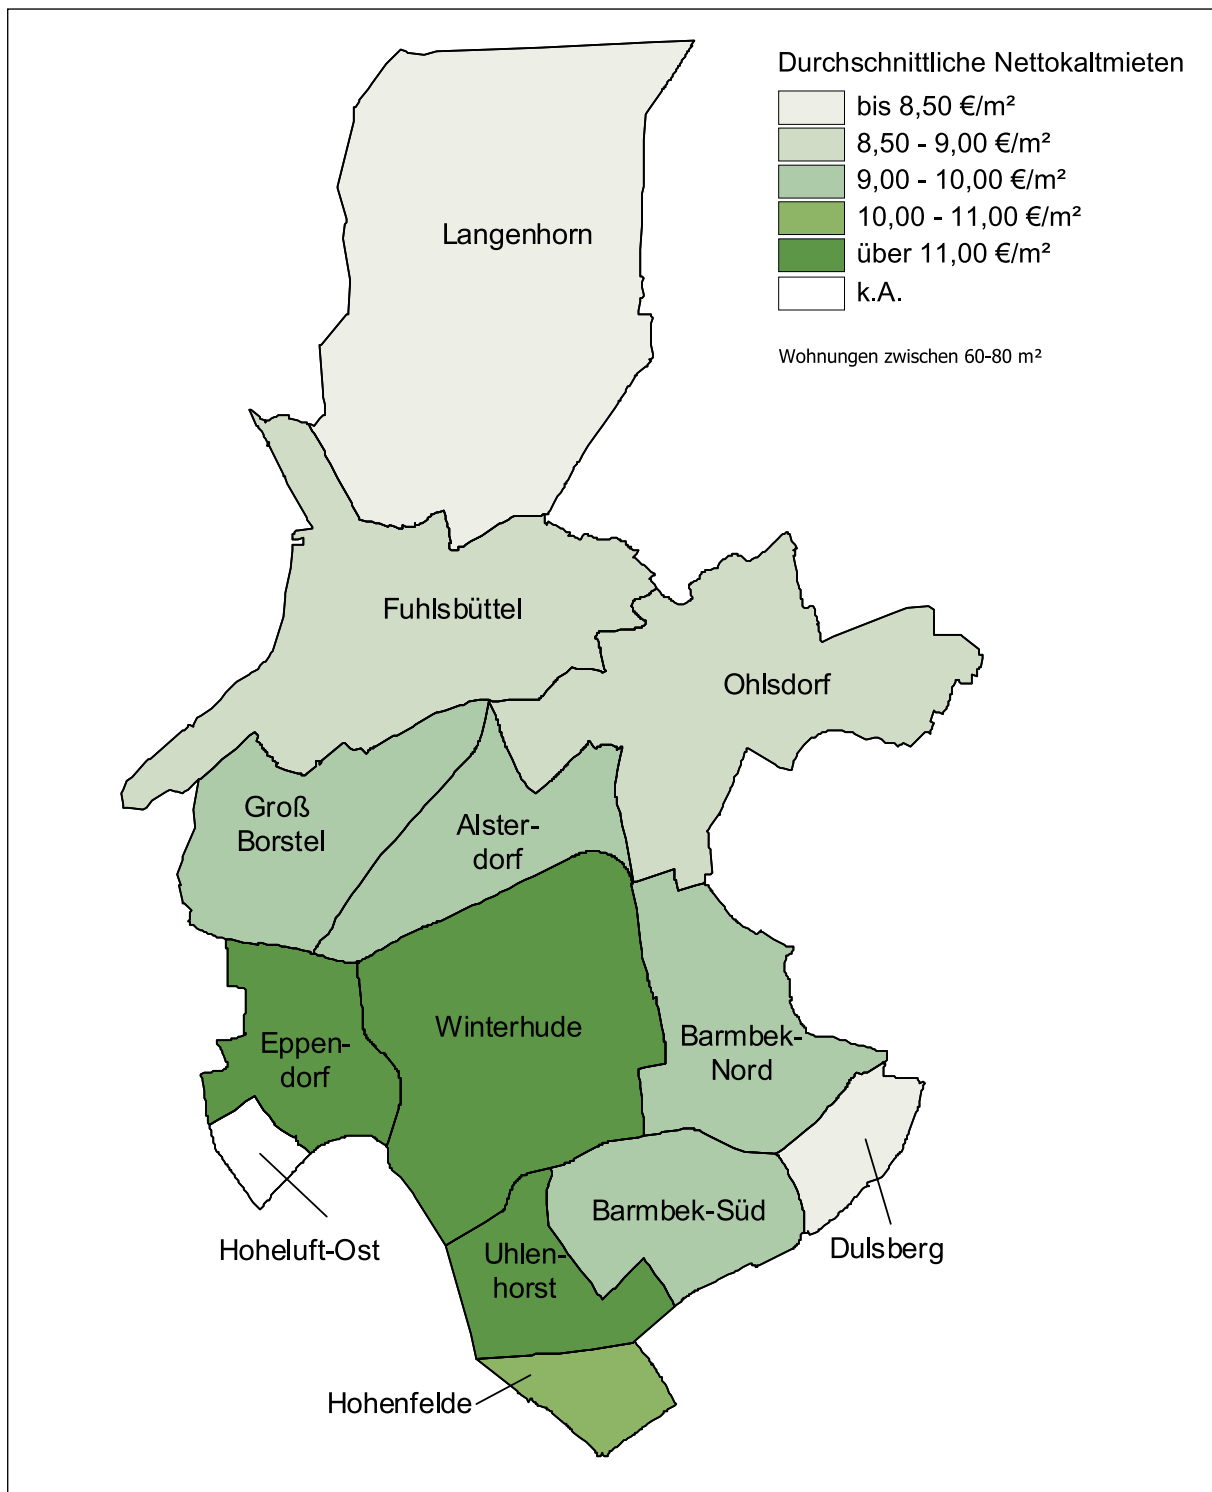 Durchschnittliche Nettokaltmieten
bis 8,50 €/m²
8,50 - 9,00 €/m²
9,00 - 10,00 €/m²
10,00 - 11,00 €/m²
über 11,00 €/m²
k.A.
Wohnungen zwischen 60-80 m²
Langenhorn
Fuhlsbüttel
Ohlsdorf
Groß
Borstel
Alster-
dorf
Winterhude
Eppen-
dorf
Barmbek-
Nord
Barmbek-Süd
Hoheluft-Ost
Dulsberg
Uhlen-
horst
Hohenfelde